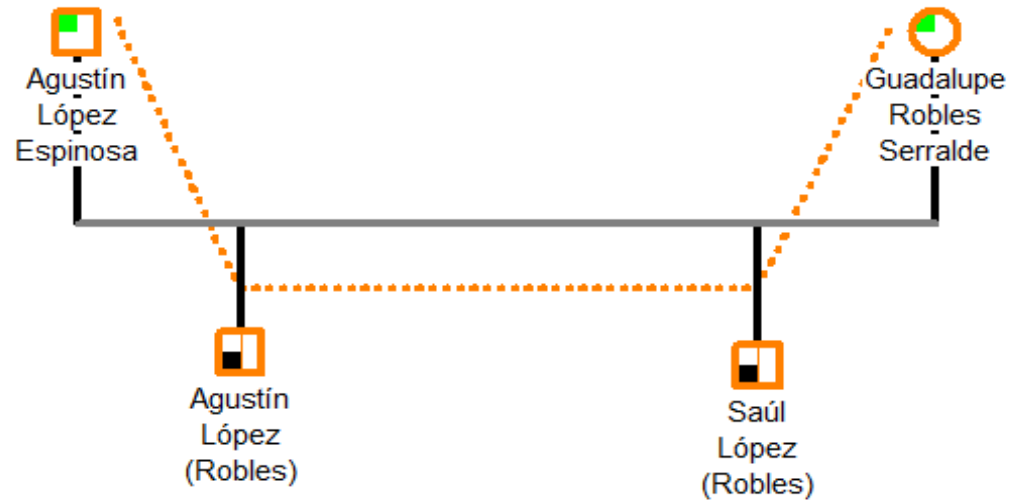 Agustín
López
Espinosa
Guadalupe
Robles
Serralde
Agustín
López
(Robles)
Saúl
López
(Robles)